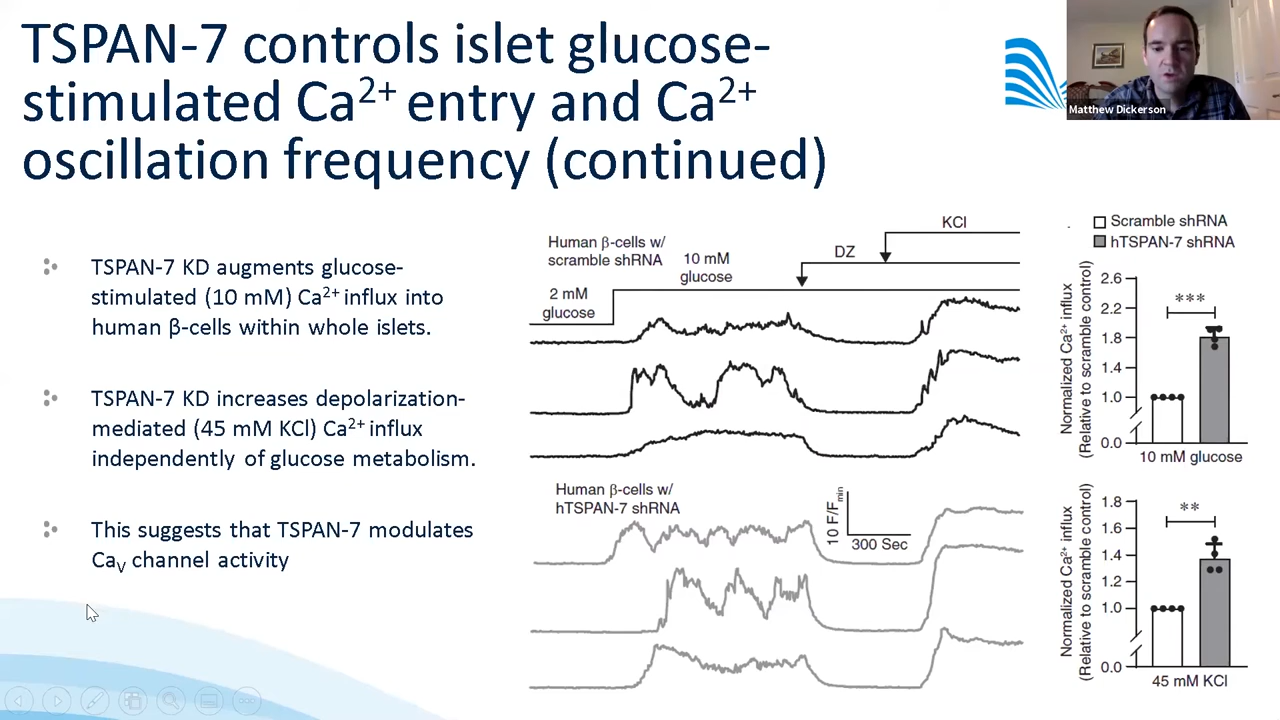 TSPAN-7 controls islet glucose-
stimulated Ca²⁺ entry and Ca²⁺
oscillation frequency (continued)
Matthew Dickerson
TSPAN-7 KD augments glucose-
stimulated (10 mM) Ca²⁺ influx into
human β-cells within whole islets.
TSPAN-7 KD increases depolarization-
mediated (45 mM KCl) Ca²⁺ influx
independently of glucose metabolism.
This suggests that TSPAN-7 modulates
Caᵥ channel activity
KCl
DZ
Human β-cells w/
scramble shRNA
10 mM
glucose
2 mM
glucose
Human β-cells w/
hTSPAN-7 shRNA
10 F/Fmin
300 Sec
Scramble shRNA
hTSPAN-7 shRNA
Normalized Ca²⁺ influx
(Relative to scramble control)
2.6
2.2
1.8
1.4
1.0
0.0
***
10 mM glucose
Normalized Ca²⁺ influx
(Relative to scramble control)
1.8
1.6
1.4
1.2
1.0
0.0
**
45 mM KCl